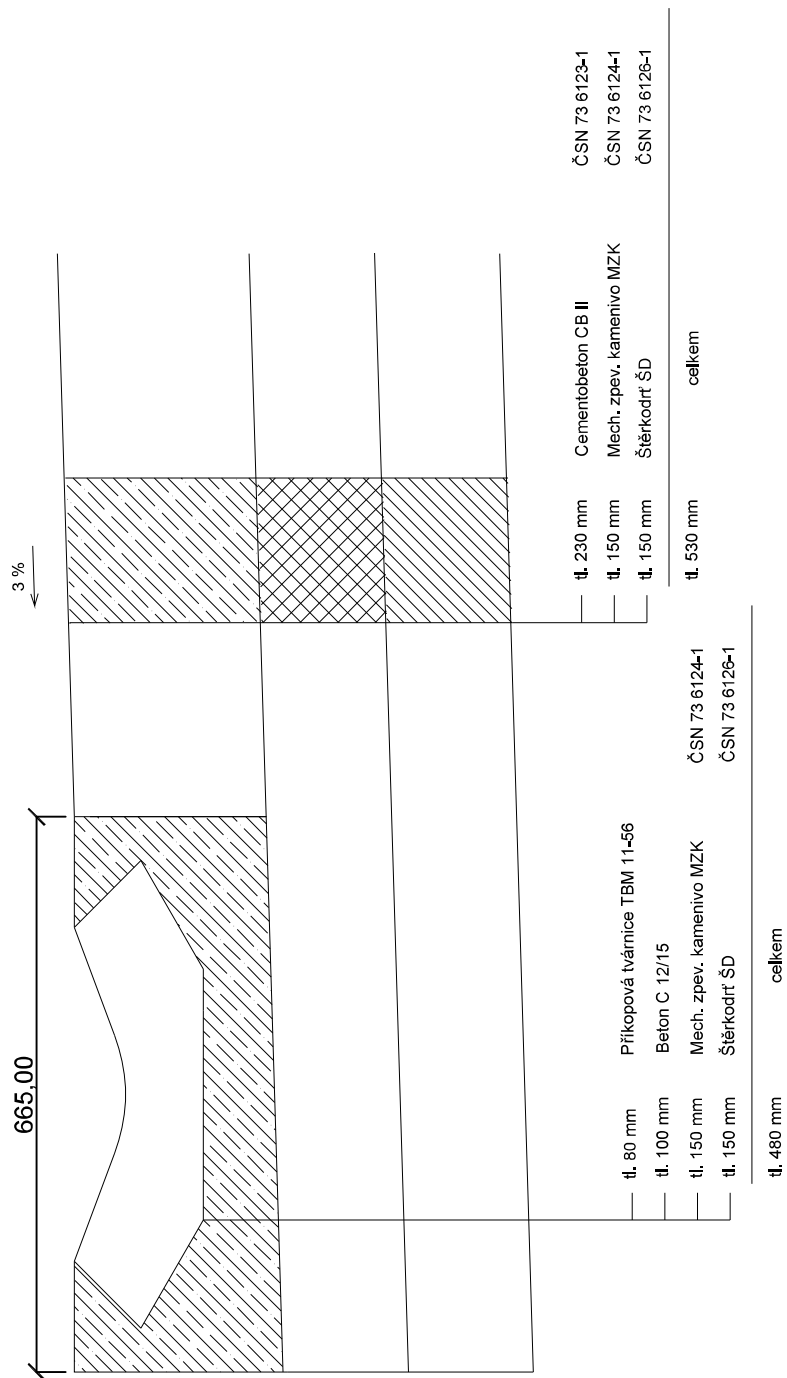 665,00
3 %
tl. 80 mm Příkopová tvárnice TBM 11-56
tl. 100 mm Beton C 12/15
tl. 150 mm Mech. zpev. kamenivo MZK ČSN 73 6124-1
tl. 150 mm Štěrkodrť ŠD ČSN 73 6126-1
tl. 480 mm celkem
tl. 230 mm Cementobeton CB II ČSN 73 6123-1
tl. 150 mm Mech. zpev. kamenivo MZK ČSN 73 6124-1
tl. 150 mm Štěrkodrť ŠD ČSN 73 6126-1
tl. 530 mm celkem